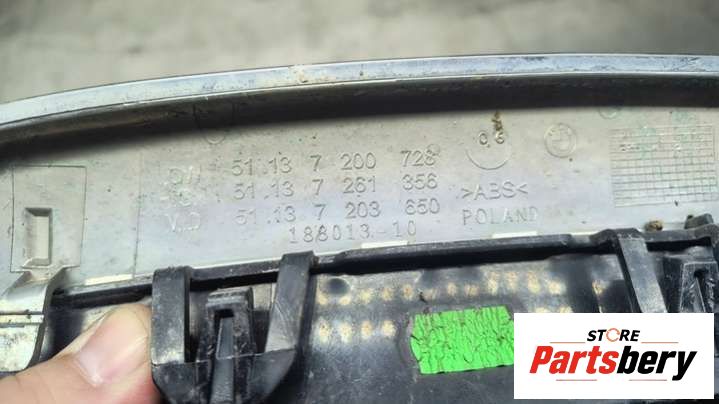 51.13 7 200 728
51.13 7 261 356 >ABS<
V.D 51.13 7 203 650 POLAND
188013-10
06
STORE
Partsbery